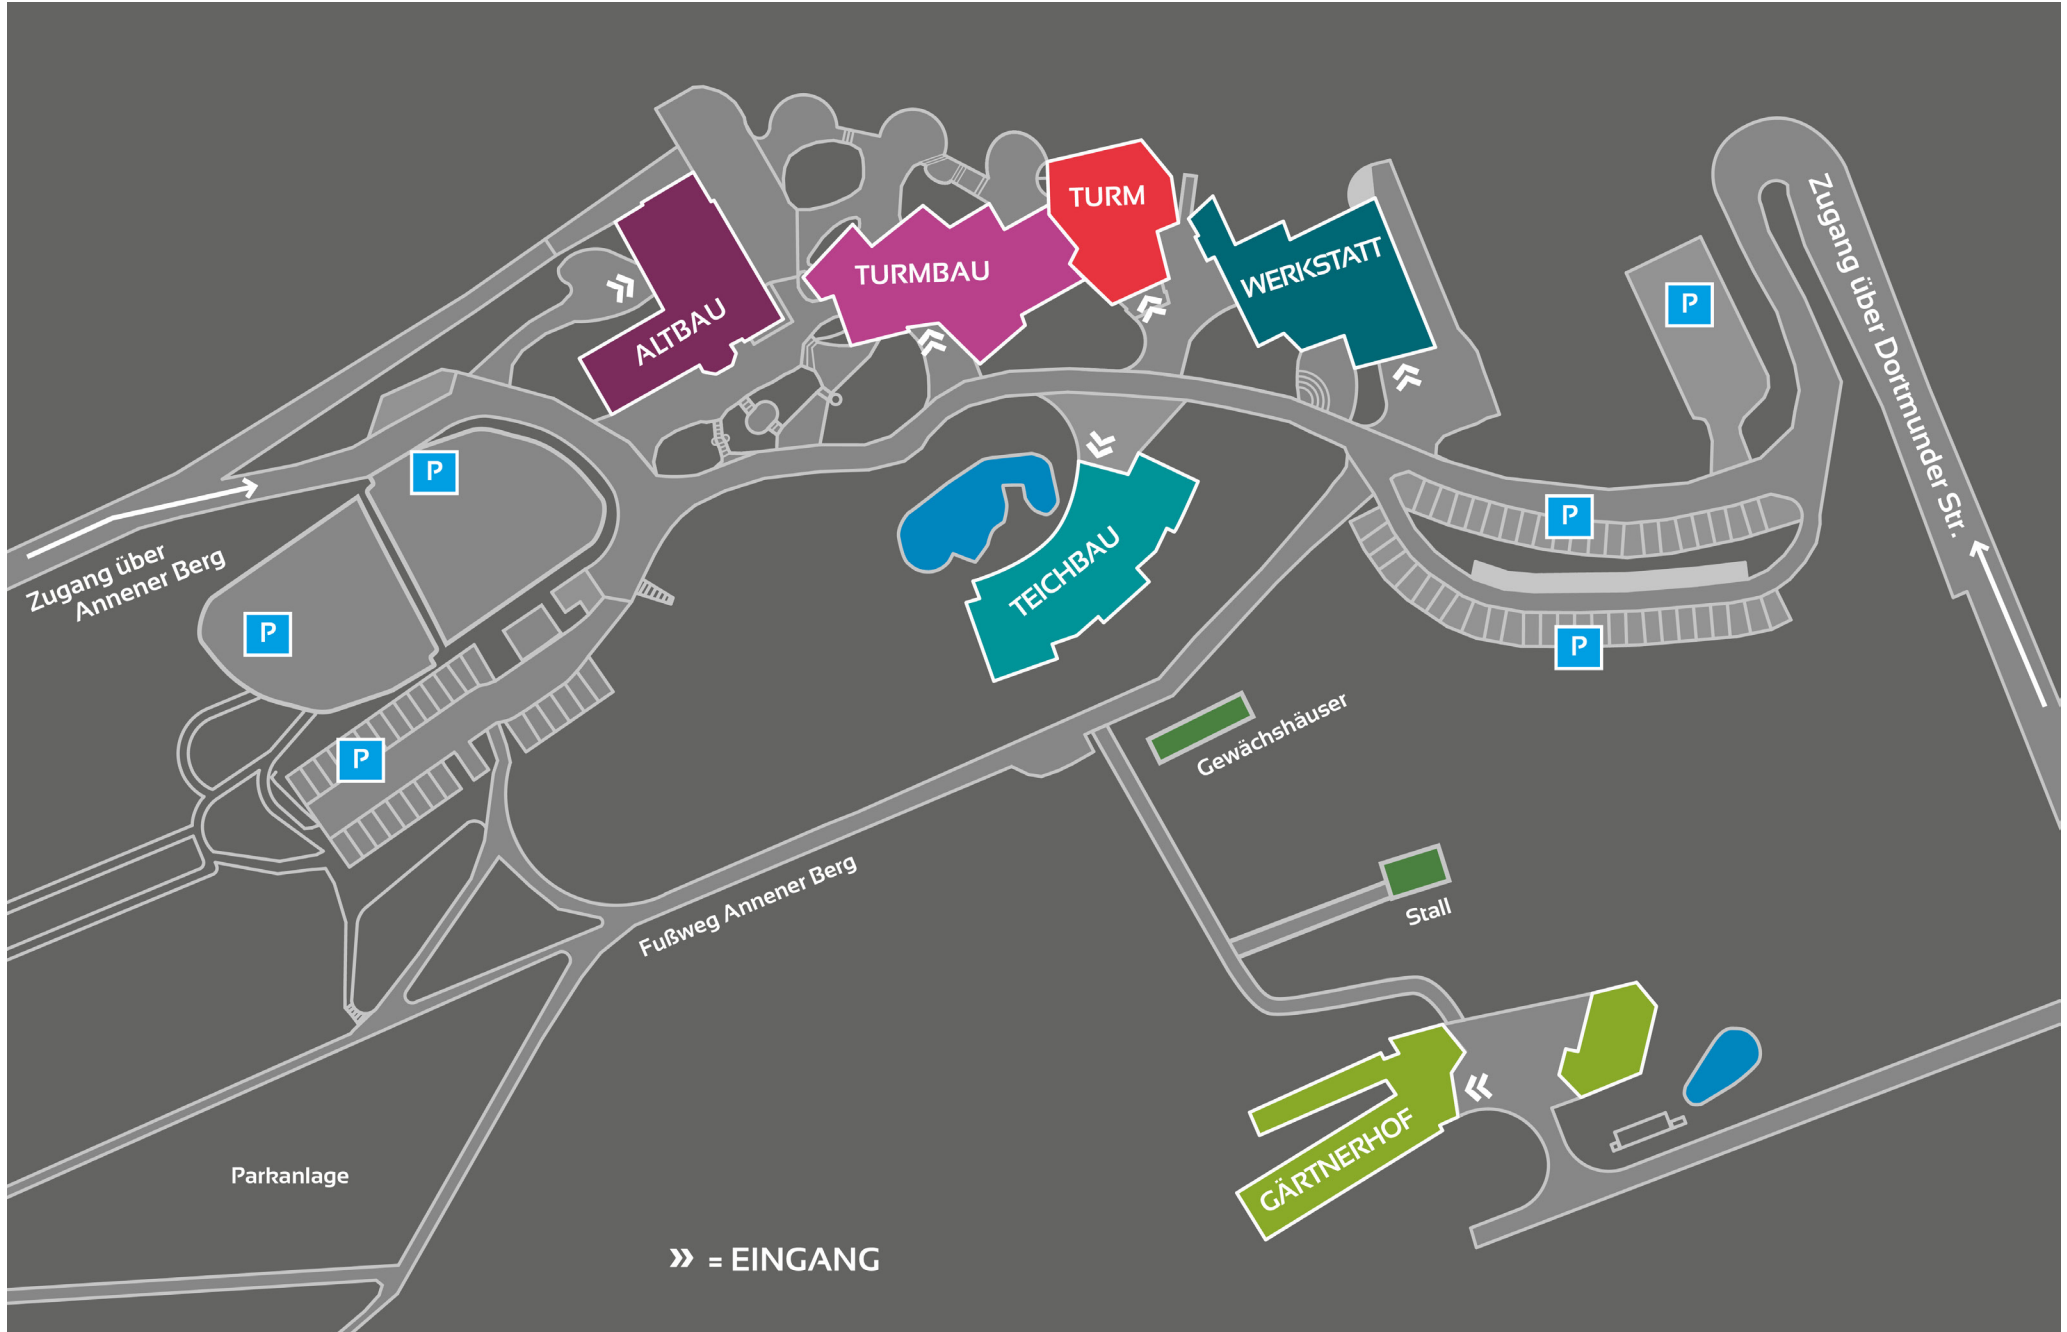 TURM
TURMBAU
WERKSTATT
ALTBAU
P
P
P
P
P
P
Zugang über Dortmunder Str.
Zugang über
Annener Berg
TEICHBAU
Gewächshäuser
Fußweg Annener Berg
Stall
GÄRTNERHOF
Parkanlage
» = EINGANG